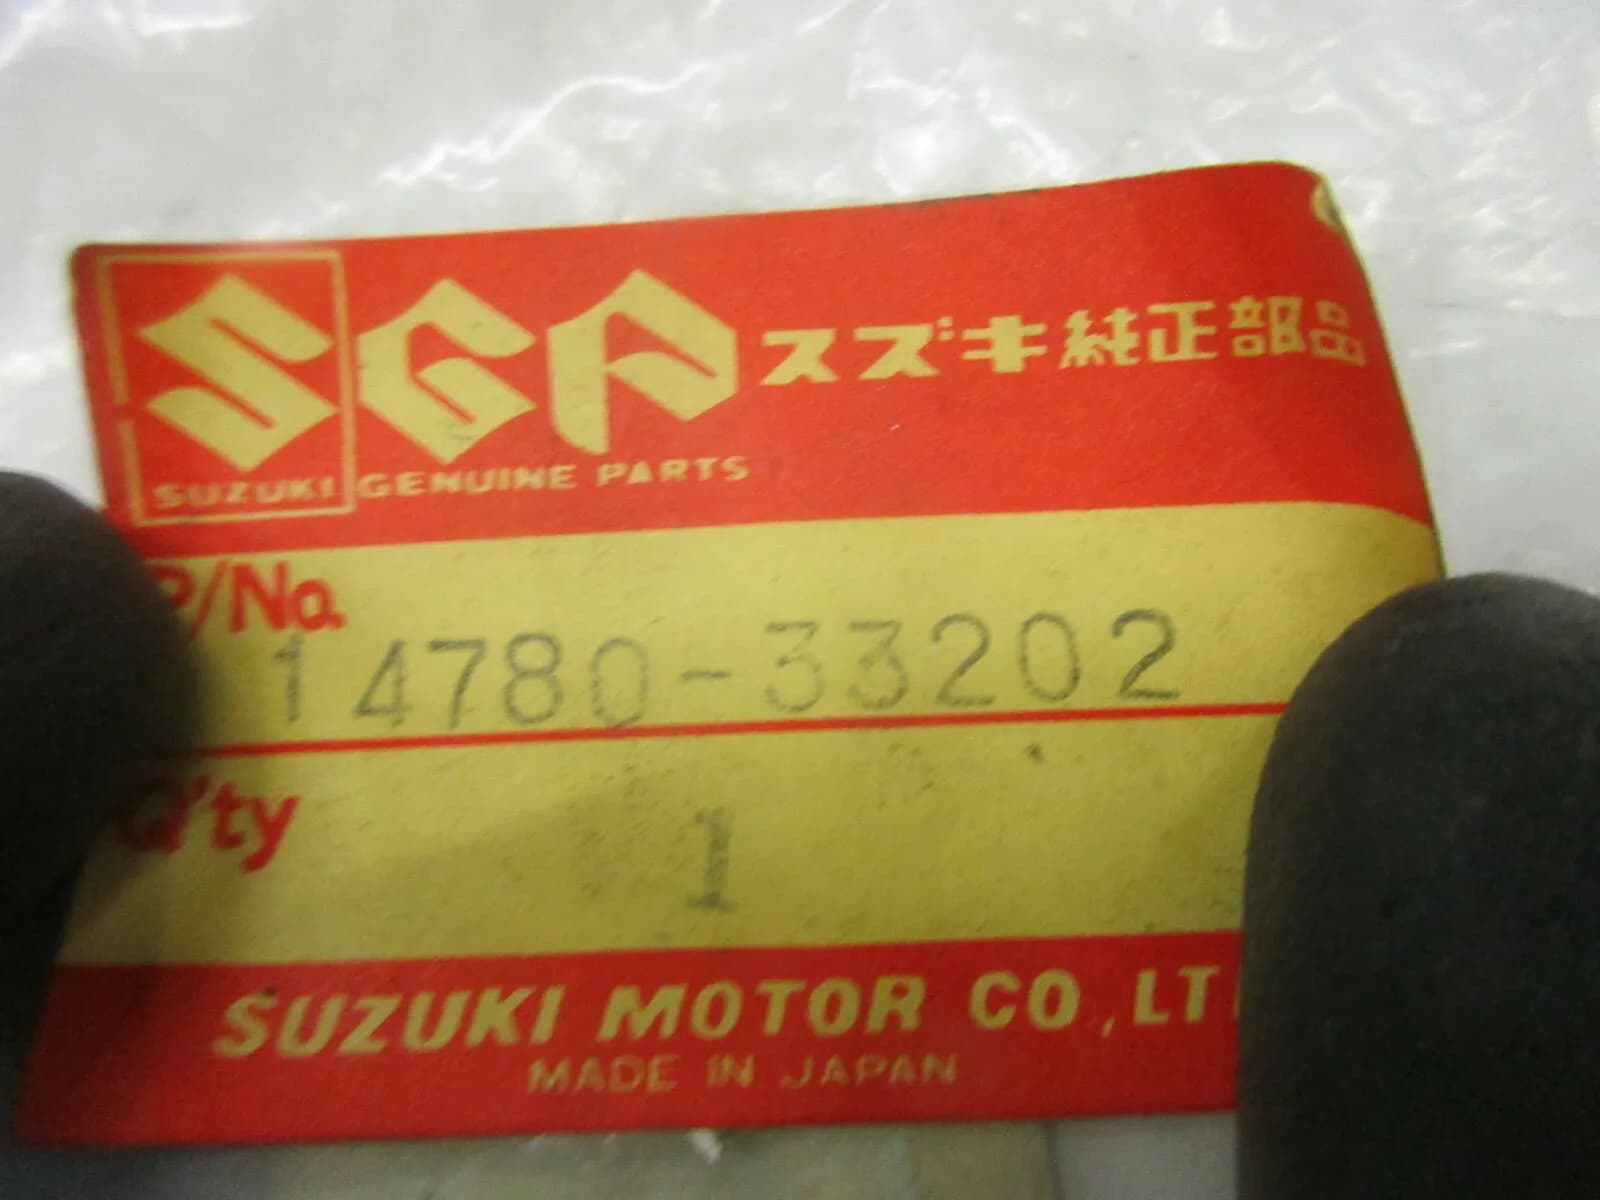 SGP スズキ純正部品
SUZUKI GENUINE PARTS
P/No.
14780-33202
Q'ty
1
SUZUKI MOTOR CO.,LT
MADE IN JAPAN